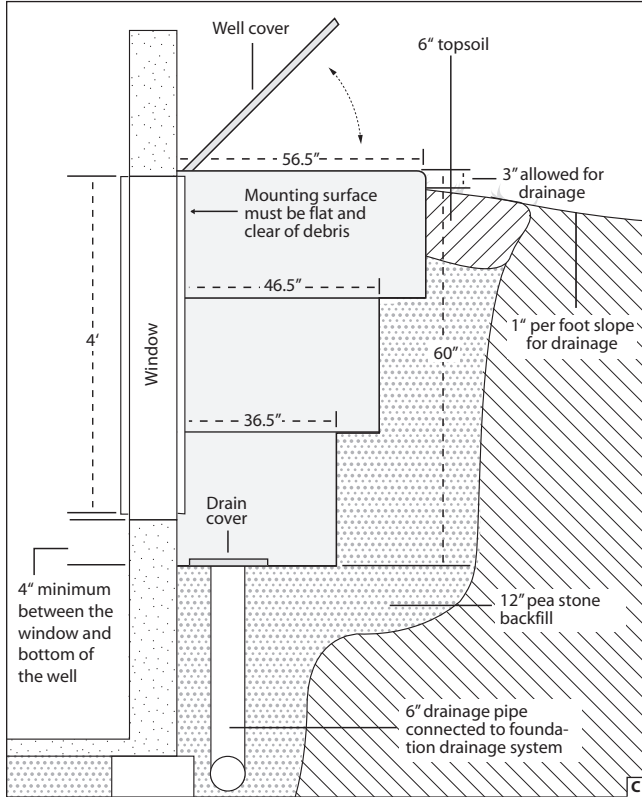 Well cover
6“ topsoil
56.5”
3” allowed for
drainage
Mounting surface
must be flat and
clear of debris
46.5”
1“ per foot slope
for drainage
4‘
Window
60”
36.5”
Drain
cover
4“ minimum
between the
window and
bottom of
the well
12” pea stone
backfill
6” drainage pipe
connected to founda-
tion drainage system
C